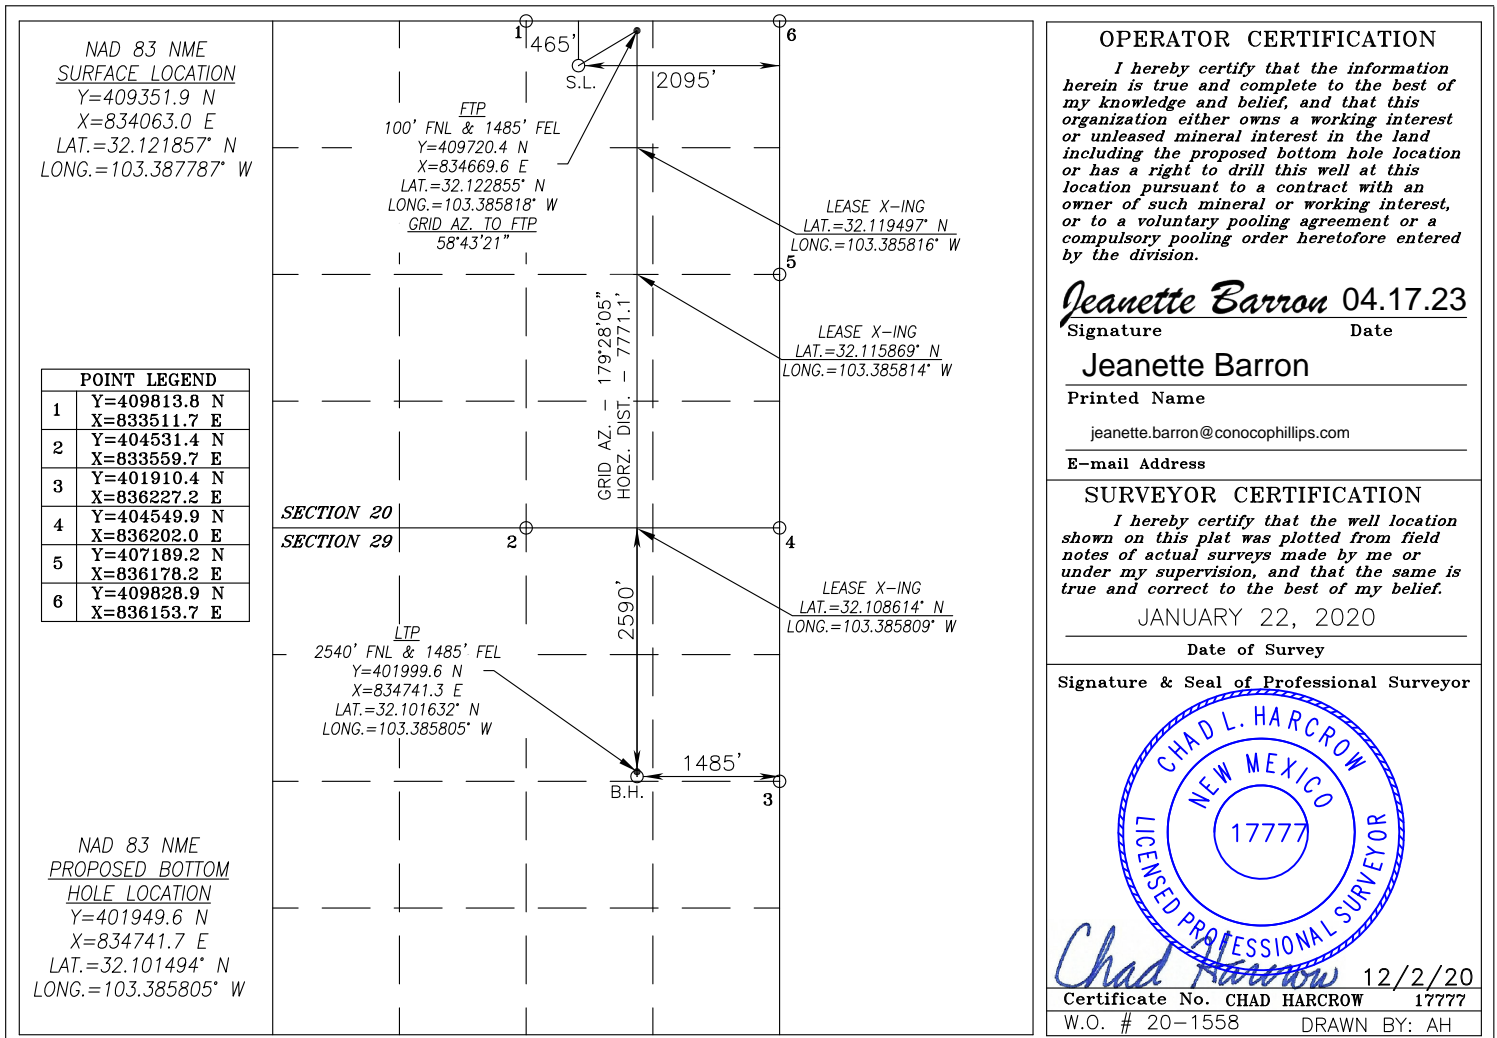 NAD 83 NME
SURFACE LOCATION
Y=409351.9 N
X=834063.0 E
LAT.=32.121857° N
LONG.=103.387787° W
POINT LEGEND
1 Y=409813.8 N
X=833511.7 E
2 Y=404531.4 N
X=833559.7 E
3 Y=401910.4 N
X=836227.2 E
4 Y=404549.9 N
X=836202.0 E
5 Y=407189.2 N
X=836178.2 E
6 Y=409828.9 N
X=836153.7 E
NAD 83 NME
PROPOSED BOTTOM
HOLE LOCATION
Y=401949.6 N
X=834741.7 E
LAT.=32.101494° N
LONG.=103.385805° W
1
465'
6
S.L.
2095'
FTP
100' FNL & 1485' FEL
Y=409720.4 N
X=834669.6 E
LAT.=32.122855° N
LONG.=103.385818° W
GRID AZ. TO FTP
58°43'21"
LEASE X-ING
LAT.=32.119497° N
LONG.=103.385816° W
5
GRID AZ. - 179°28'05"
HORZ. DIST. - 7771.1'
LEASE X-ING
LAT.=32.115869° N
LONG.=103.385814° W
SECTION 20
SECTION 29
2
4
2590'
LEASE X-ING
LAT.=32.108614° N
LONG.=103.385809° W
LTP
2540' FNL & 1485' FEL
Y=401999.6 N
X=834741.3 E
LAT.=32.101632° N
LONG.=103.385805° W
1485'
B.H.
3
OPERATOR CERTIFICATION
I hereby certify that the information
herein is true and complete to the best of
my knowledge and belief, and that this
organization either owns a working interest
or unleased mineral interest in the land
including the proposed bottom hole location
or has a right to drill this well at this
location pursuant to a contract with an
owner of such mineral or working interest,
or to a voluntary pooling agreement or a
compulsory pooling order heretofore entered
by the division.
Jeanette Barron 04.17.23
Signature Date
Jeanette Barron
Printed Name
jeanette.barron@conocophillips.com
E-mail Address
SURVEYOR CERTIFICATION
I hereby certify that the well location
shown on this plat was plotted from field
notes of actual surveys made by me or
under my supervision, and that the same is
true and correct to the best of my belief.
JANUARY 22, 2020
Date of Survey
Signature & Seal of Professional Surveyor
CHAD L. HARCROW
NEW MEXICO
17777
LICENSED PROFESSIONAL SURVEYOR
Chad Harcrow 12/2/20
Certificate No. CHAD HARCROW 17777
W.O. # 20-1558 DRAWN BY: AH